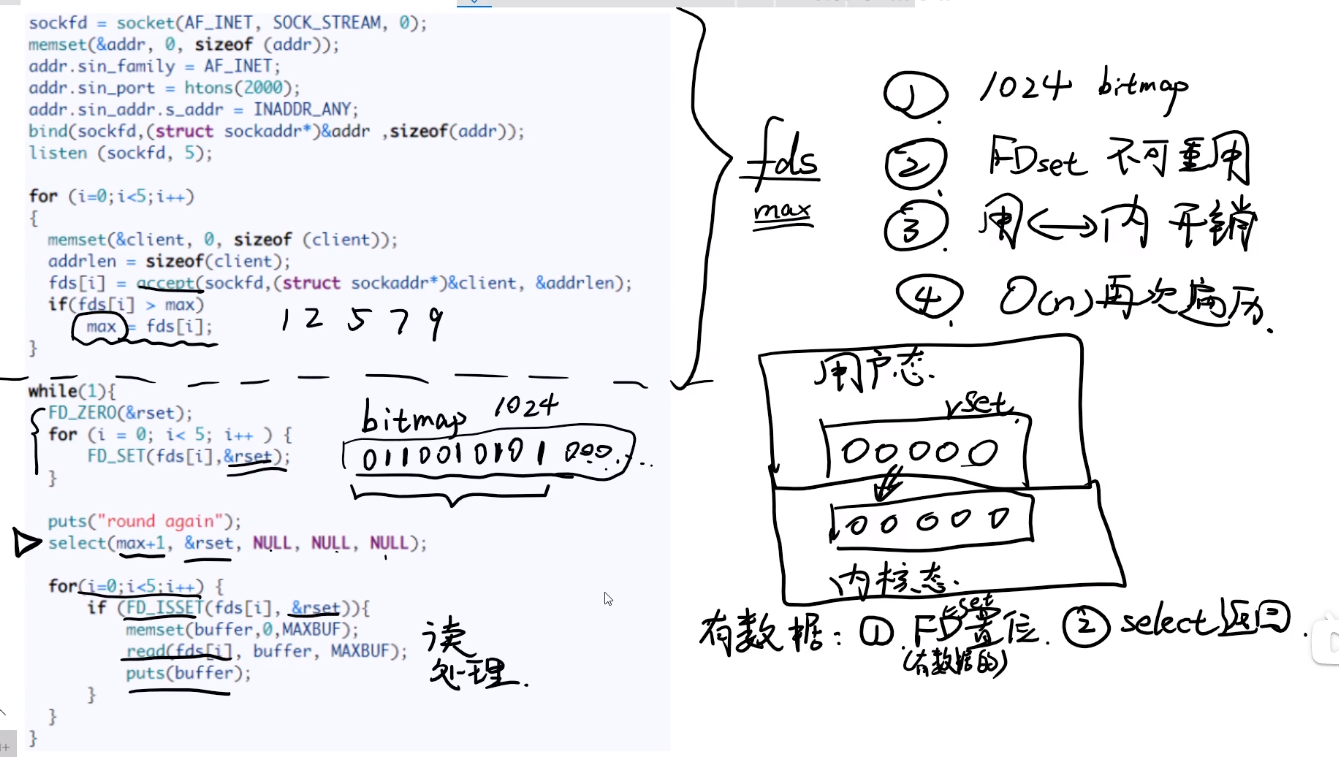 sockfd = socket(AF_INET, SOCK_STREAM, 0);
memset(&addr, 0, sizeof (addr));
addr.sin_family = AF_INET;
addr.sin_port = htons(2000);
addr.sin_addr.s_addr = INADDR_ANY;
bind(sockfd,(struct sockaddr*)&addr ,sizeof(addr));
listen (sockfd, 5);
for (i=0;i<5;i++)
{
memset(&client, 0, sizeof (client));
addrlen = sizeof(client);
fds[i] = accept(sockfd,(struct sockaddr*)&client, &addrlen);
if(fds[i] > max)
max = fds[i];
}
1 2 5 7 9
while(1){
FD_ZERO(&rset);
for (i = 0; i< 5; i++ ) {
FD_SET(fds[i],&rset);
}
bitmap 1024
0110010101 000...
puts("round again");
select(max+1, &rset, NULL, NULL, NULL);
for(i=0;i<5;i++) {
if (FD_ISSET(fds[i], &rset)){
memset(buffer,0,MAXBUF);
read(fds[i], buffer, MAXBUF);
puts(buffer);
}
}
}
读
处理.
fds
max
① 1024 bitmap
② FDset 不可重用
③ 用<->内 开销
④ O(n)再次遍历.
用户态.
rset.
00000
00000
内核态.
有数据: ① FD置位. ② select返回.
set
(有数据的)